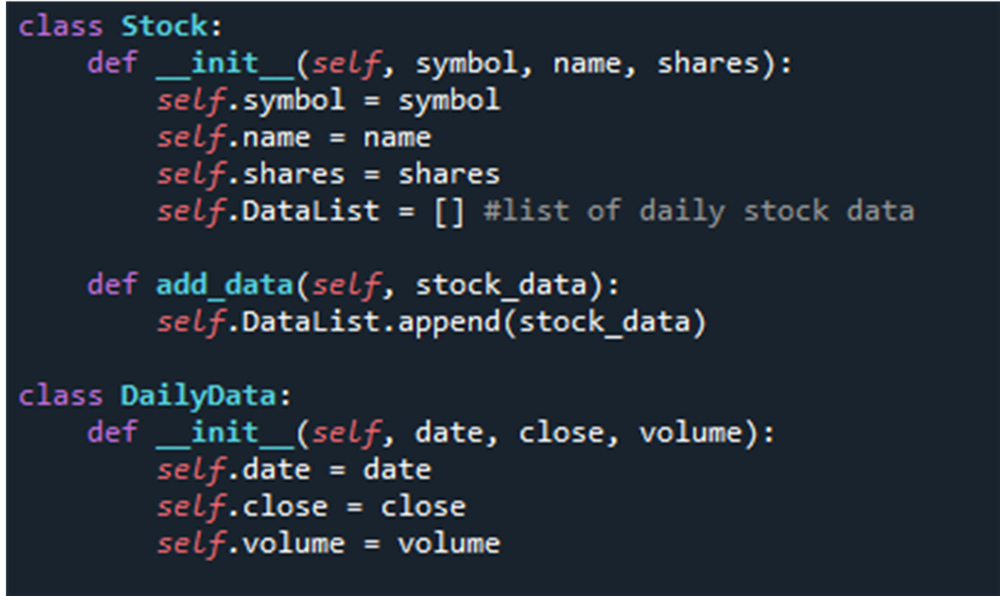 class Stock:
    def __init__(self, symbol, name, shares):
        self.symbol = symbol
        self.name = name
        self.shares = shares
        self.DataList = [] #list of daily stock data
    def add_data(self, stock_data):
        self.DataList.append(stock_data)
class DailyData:
    def __init__(self, date, close, volume):
        self.date = date
        self.close = close
        self.volume = volume